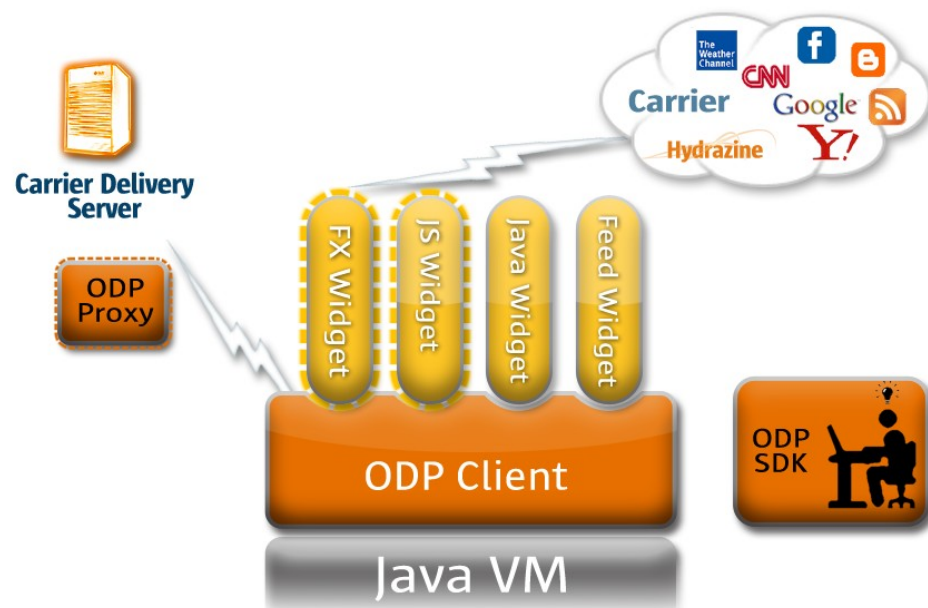 The
Weather
Channel
f
B
CNN
Carrier
Google
Hydrazine
Y!
Carrier Delivery
Server
ODP
Proxy
FX Widget
JS Widget
Java Widget
Feed Widget
ODP Client
ODP
SDK
Java VM